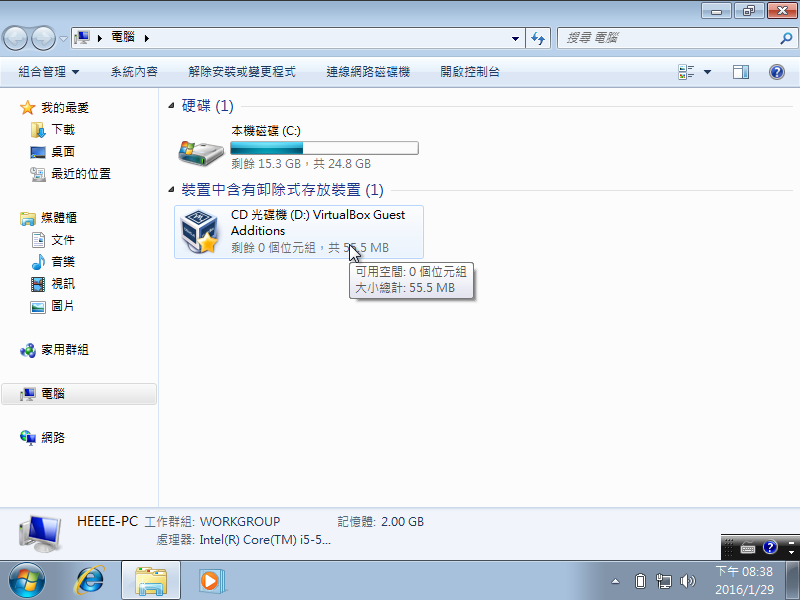 電腦
搜尋 電腦
組合管理
系統內容
解除安裝或變更程式
連線網路磁碟機
開啟控制台
我的最愛
下載
桌面
最近的位置
媒體櫃
文件
音樂
視訊
圖片
家用群組
電腦
網路
硬碟 (1)
本機磁碟 (C:)
剩餘 15.3 GB，共 24.8 GB
裝置中含有卸除式存放裝置 (1)
CD 光碟機 (D:) VirtualBox Guest
Additions
剩餘 0 個位元組，共 55.5 MB
可用空間: 0 個位元組
大小總計: 55.5 MB
HEEEE-PC 工作群組: WORKGROUP 記憶體: 2.00 GB
處理器: Intel(R) Core(TM) i5-5...
下午 08:38
2016/1/29